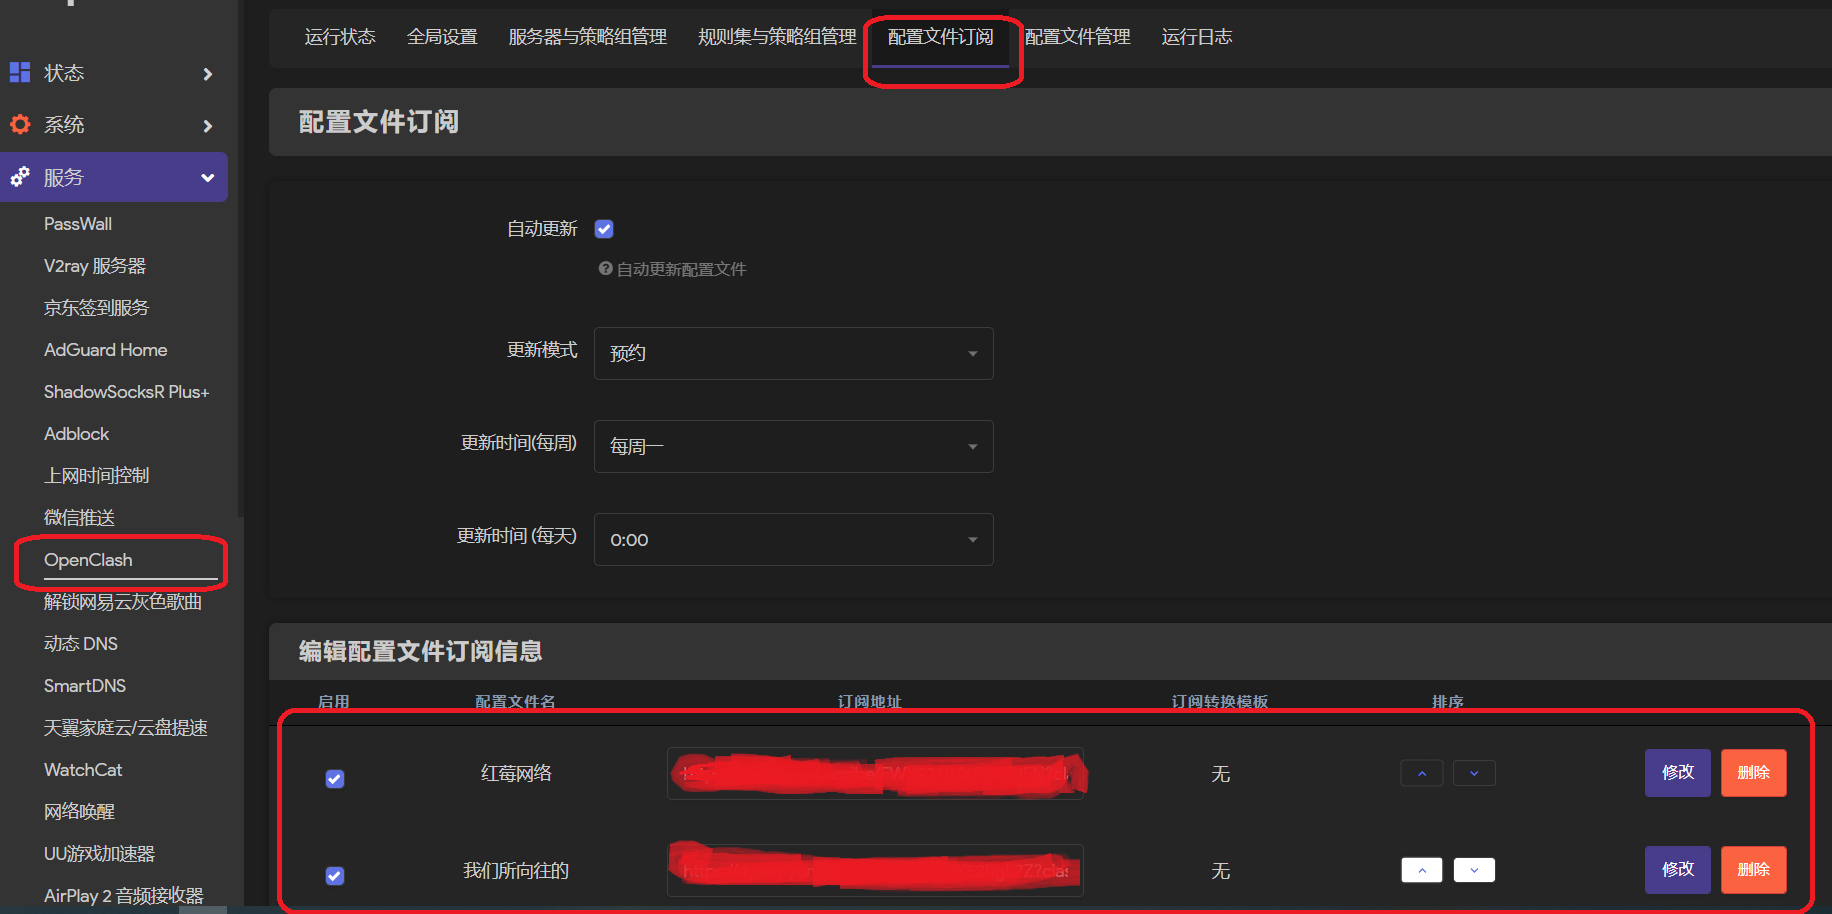 运行状态 全局设置 服务器与策略组管理 规则集与策略组管理 配置文件订阅 配置文件管理 运行日志
状态
系统
服务
PassWall
V2ray 服务器
京东签到服务
AdGuard Home
ShadowSocksR Plus+
Adblock
上网时间控制
微信推送
OpenClash
解锁网易云灰色歌曲
动态 DNS
SmartDNS
天翼家庭云/云盘提速
WatchCat
网络唤醒
UU游戏加速器
AirPlay 2 音频接收器
配置文件订阅
自动更新
自动更新配置文件
更新模式 预约
更新时间(每周) 每周一
更新时间 (每天) 0:00
编辑配置文件订阅信息
启用 配置文件名 订阅地址 订阅转换模板 排序
红莓网络 无 修改 删除
我们所向往的 无 修改 删除